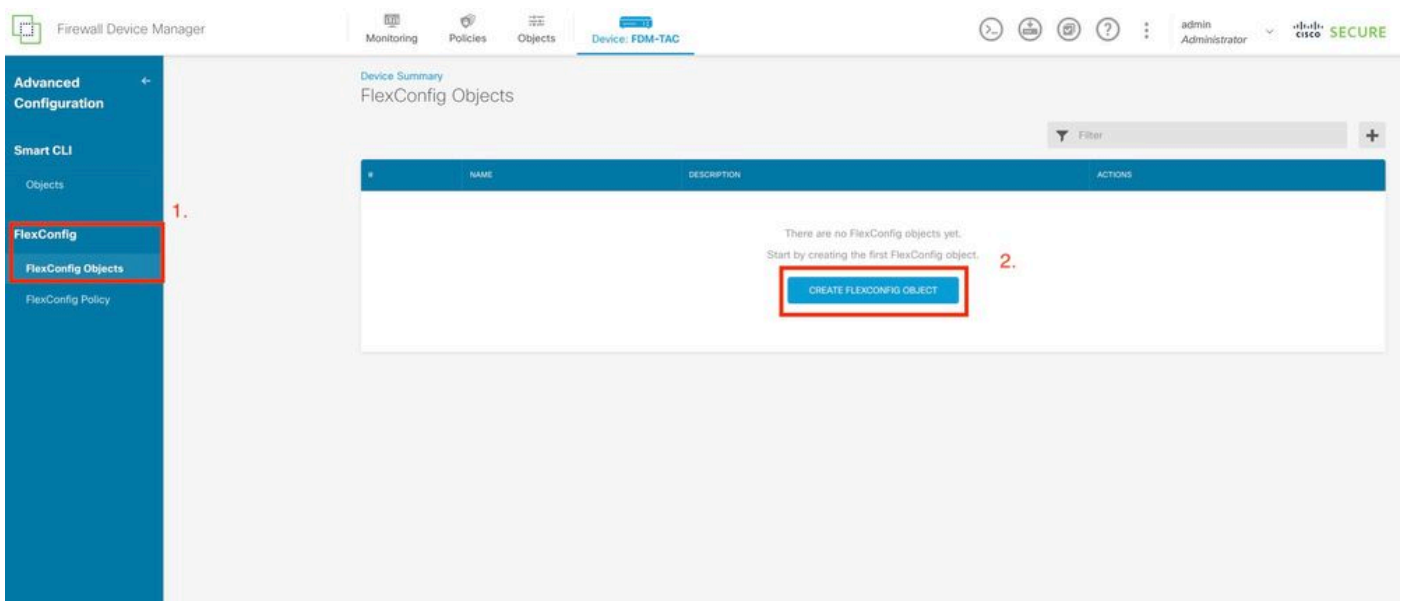 Firewall Device Manager
Monitoring
Policies
Objects
Device: FDM-TAC
admin
Administrator
cisco SECURE
Advanced
Configuration
Smart CLI
Objects
1.
FlexConfig
FlexConfig Objects
FlexConfig Policy
Device Summary
FlexConfig Objects
Filter
#
NAME
DESCRIPTION
ACTIONS
There are no FlexConfig objects yet.
Start by creating the first FlexConfig object.
2.
CREATE FLEXCONFIG OBJECT